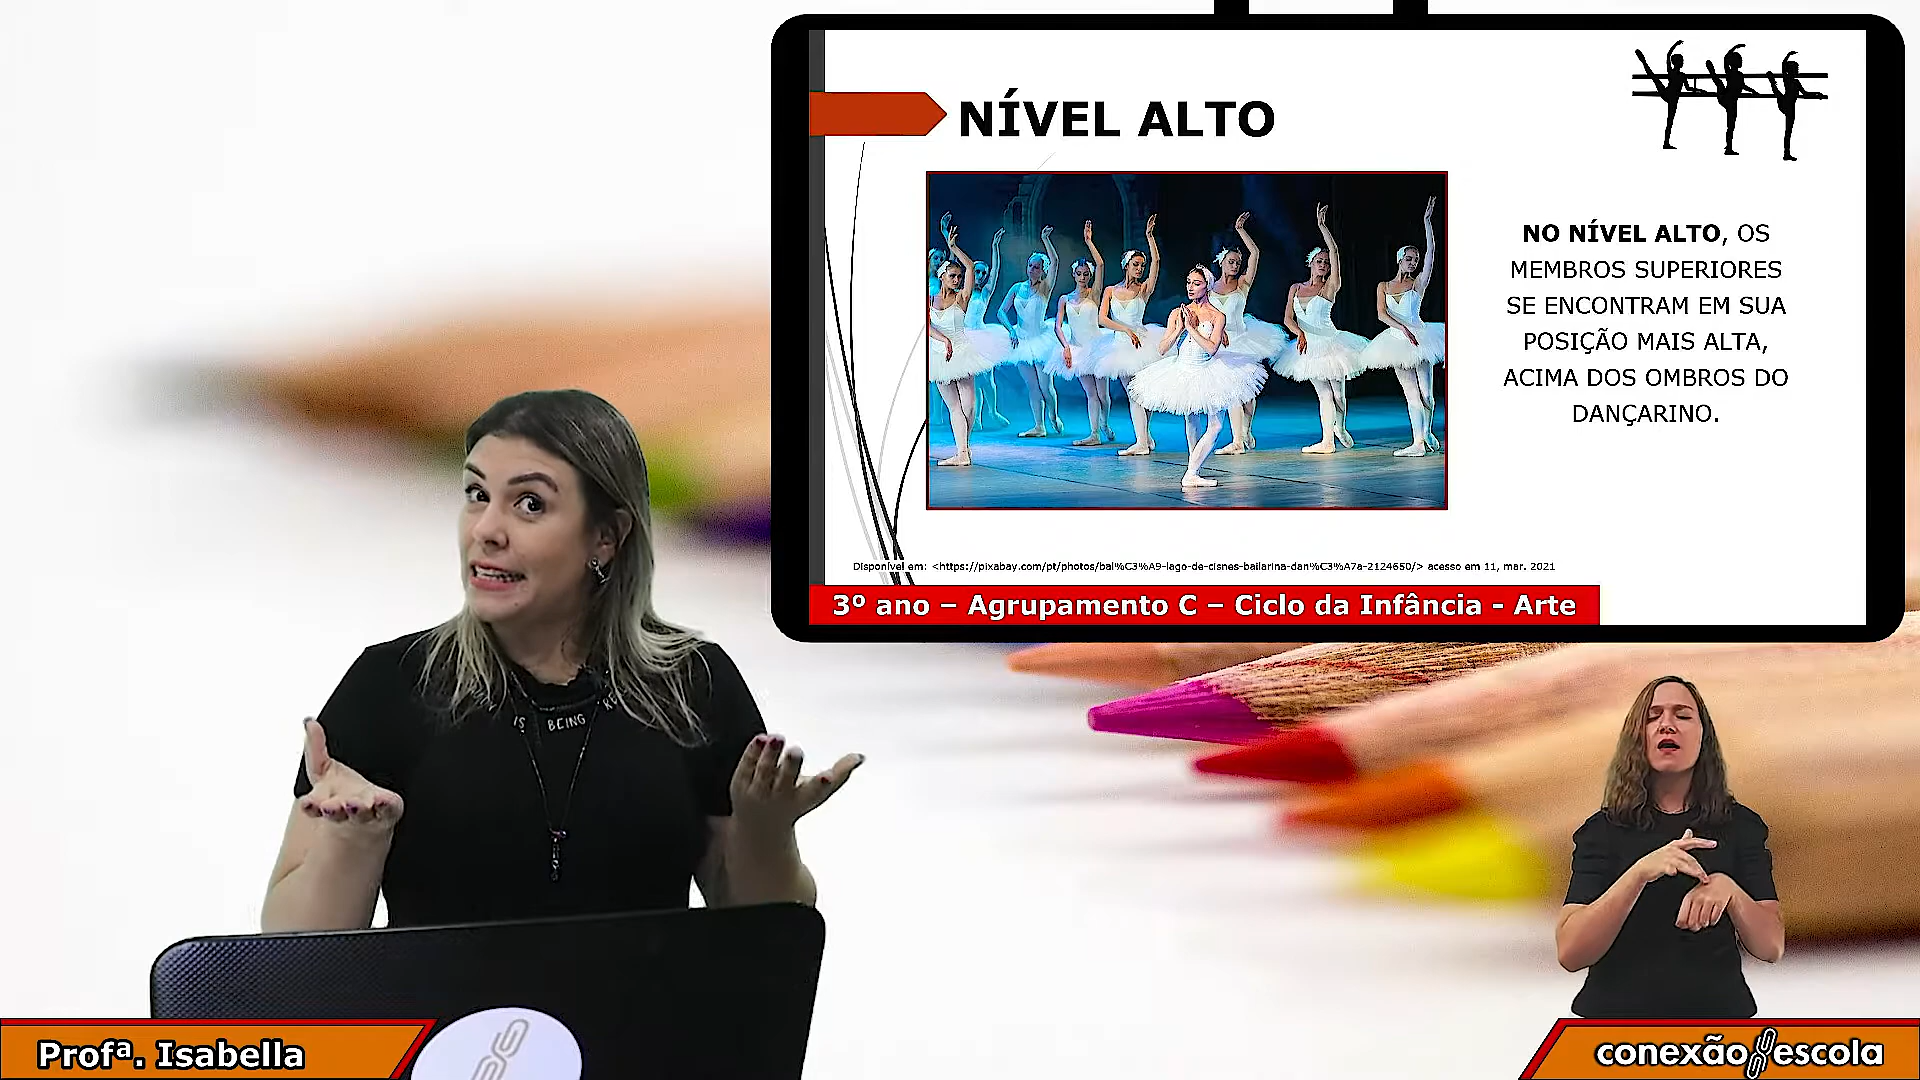 NÍVEL ALTO
NO NÍVEL ALTO, OS
MEMBROS SUPERIORES
SE ENCONTRAM EM SUA
POSIÇÃO MAIS ALTA,
ACIMA DOS OMBROS DO
DANÇARINO.
Disponível em: <https://pixabay.com/pt/photos/bal%C3%A9-lago-de-cisnes-bailarina-dan%C3%A7a-2124650/> acesso em 11, mar. 2021
3º ano – Agrupamento C – Ciclo da Infância - Arte
IS BEING
Profª. Isabella
conexão escola